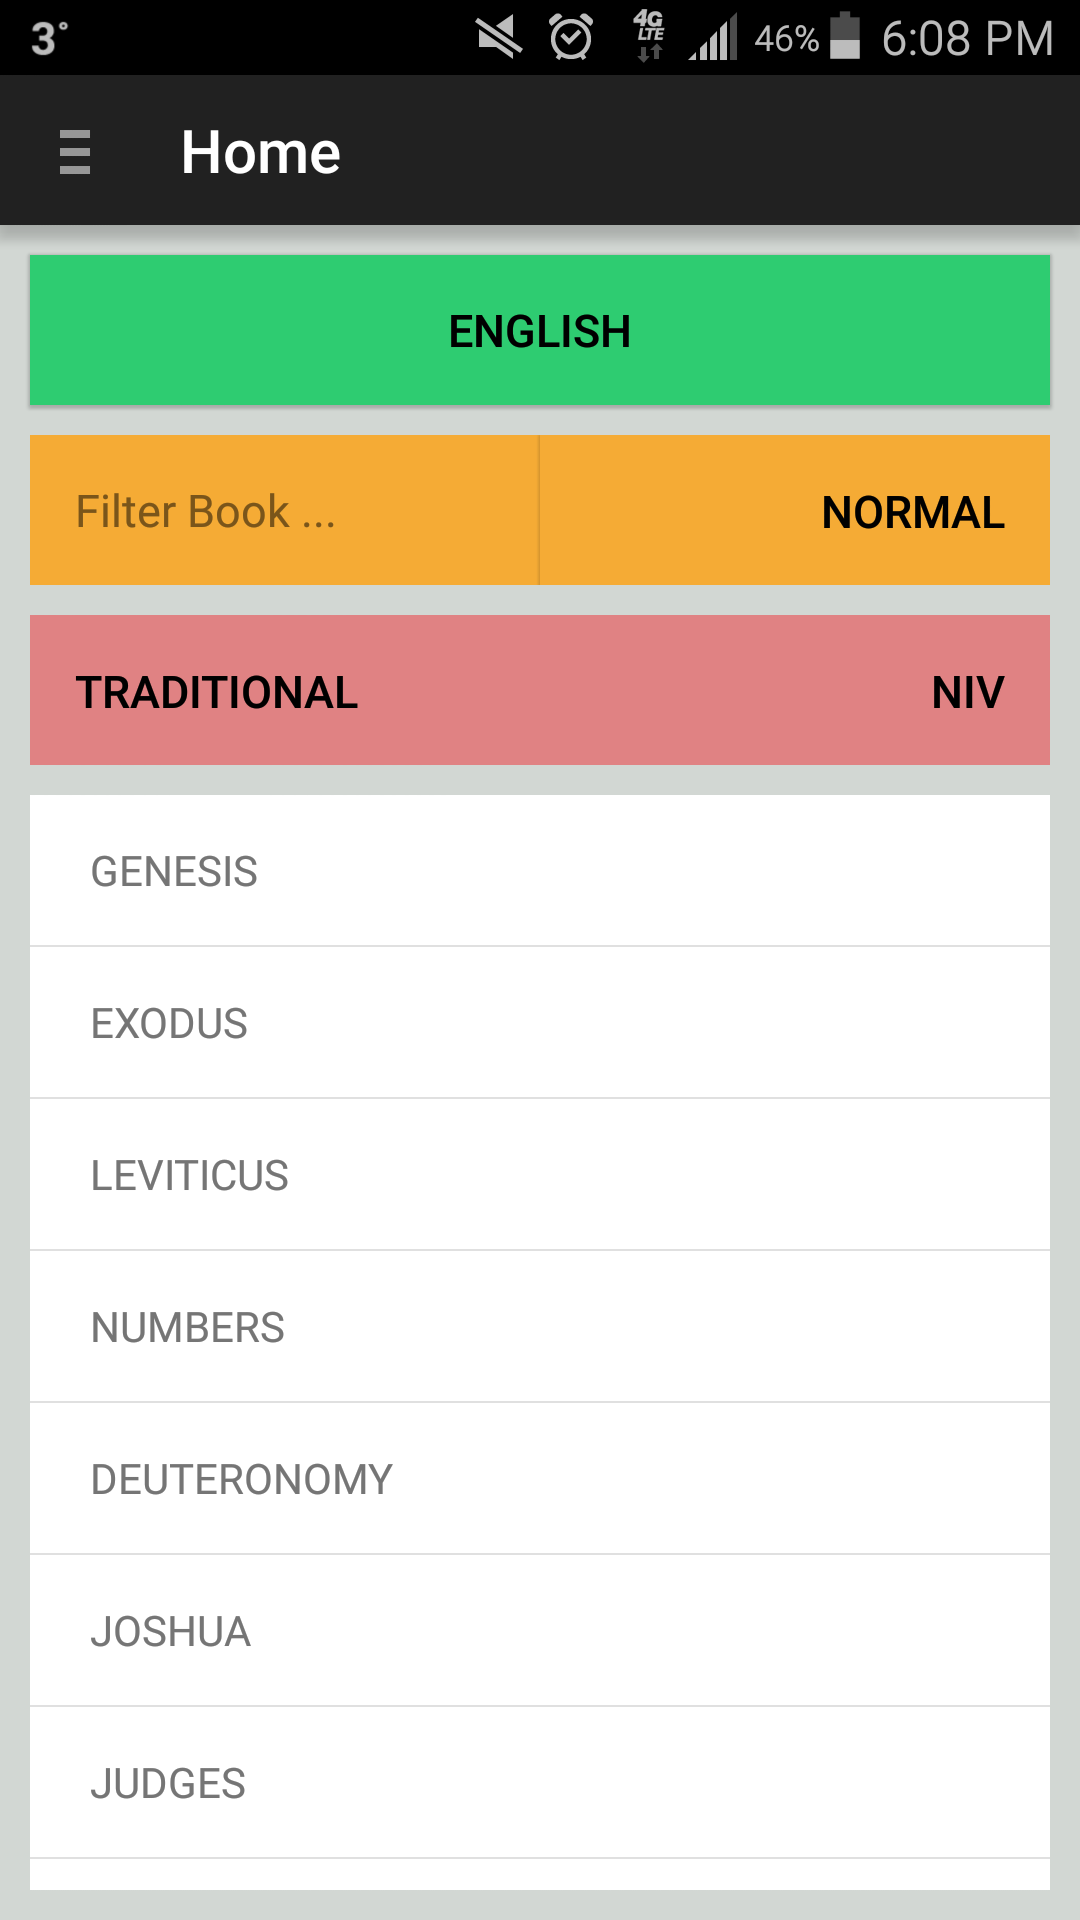 3° 4G LTE 46% 6:08 PM
Home
ENGLISH
Filter Book ... NORMAL
TRADITIONAL NIV
GENESIS
EXODUS
LEVITICUS
NUMBERS
DEUTERONOMY
JOSHUA
JUDGES